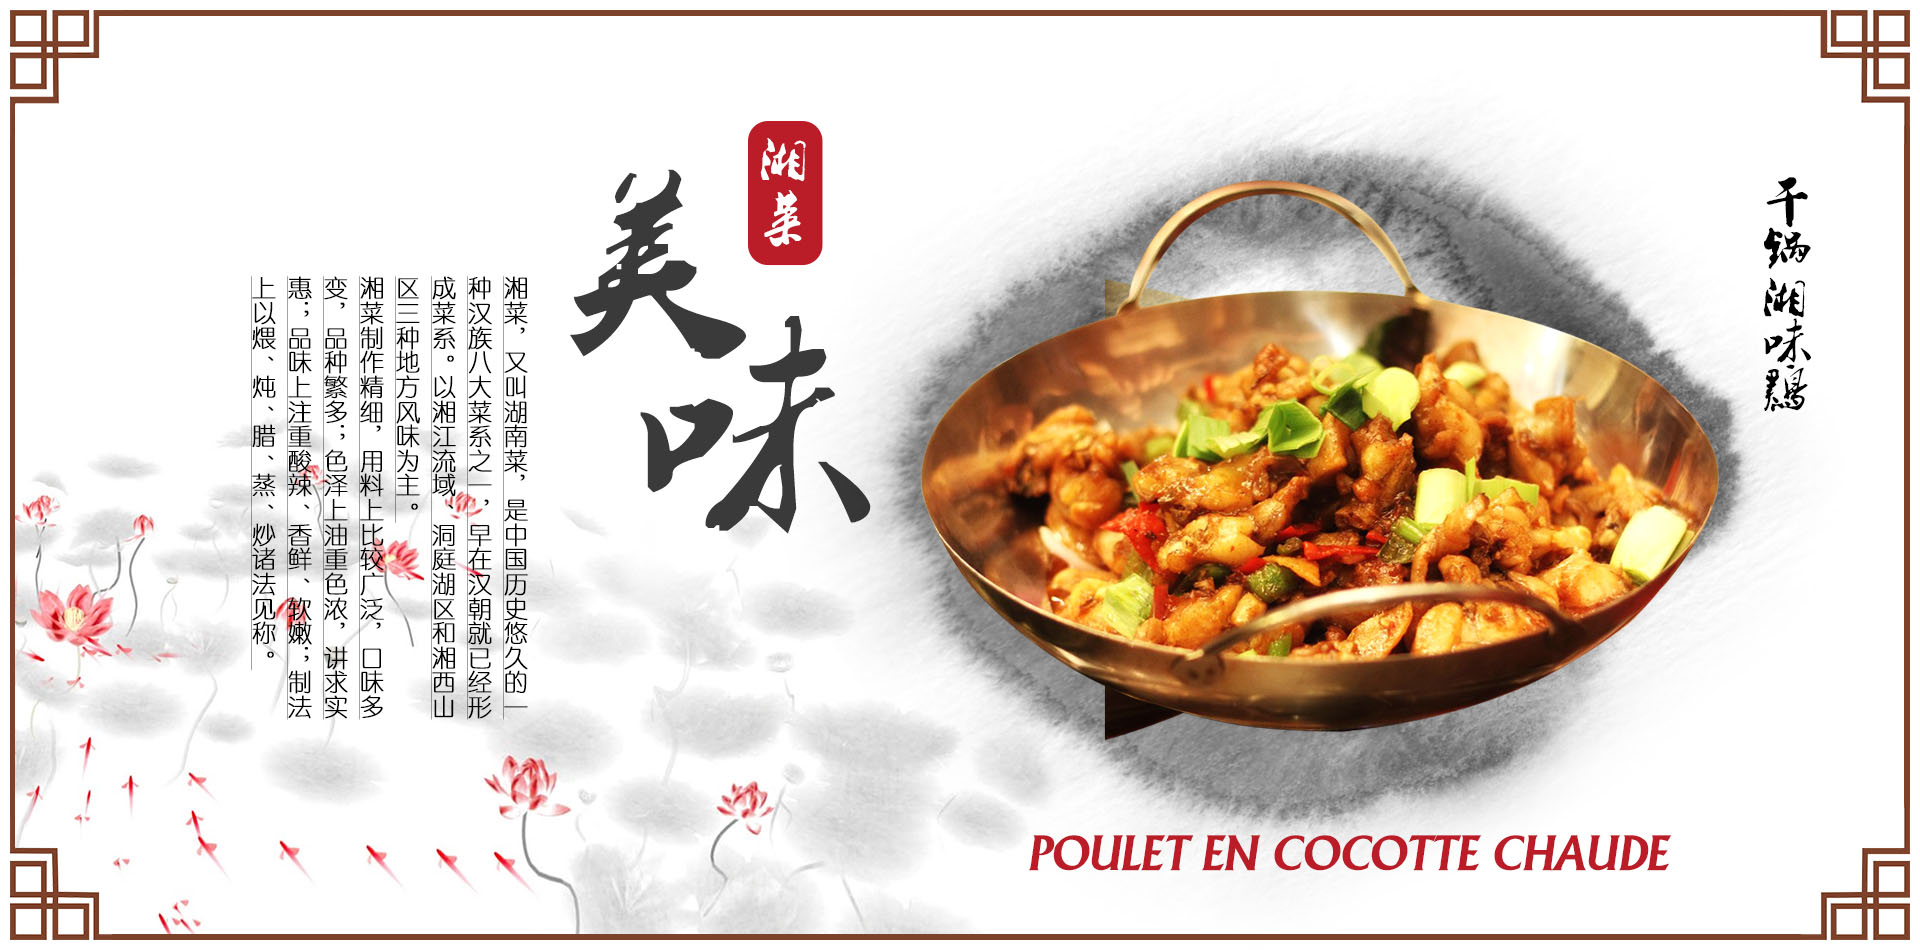 湘菜
美味
湘菜，又叫湖南菜，是中国历史悠久的一
种汉族八大菜系之一，早在汉朝就已经形
成菜系。以湘江流域、洞庭湖区和湘西山
区三种地方风味为主。
湘菜制作精细，用料上比较广泛，口味多
变，品种繁多；色泽上油重色浓，讲求实
惠；品味上注重酸辣、香鲜、软嫩；制法
上以煨、炖、腊、蒸、炒诸法见称。
干锅湘味鷄
POULET EN COCOTTE CHAUDE